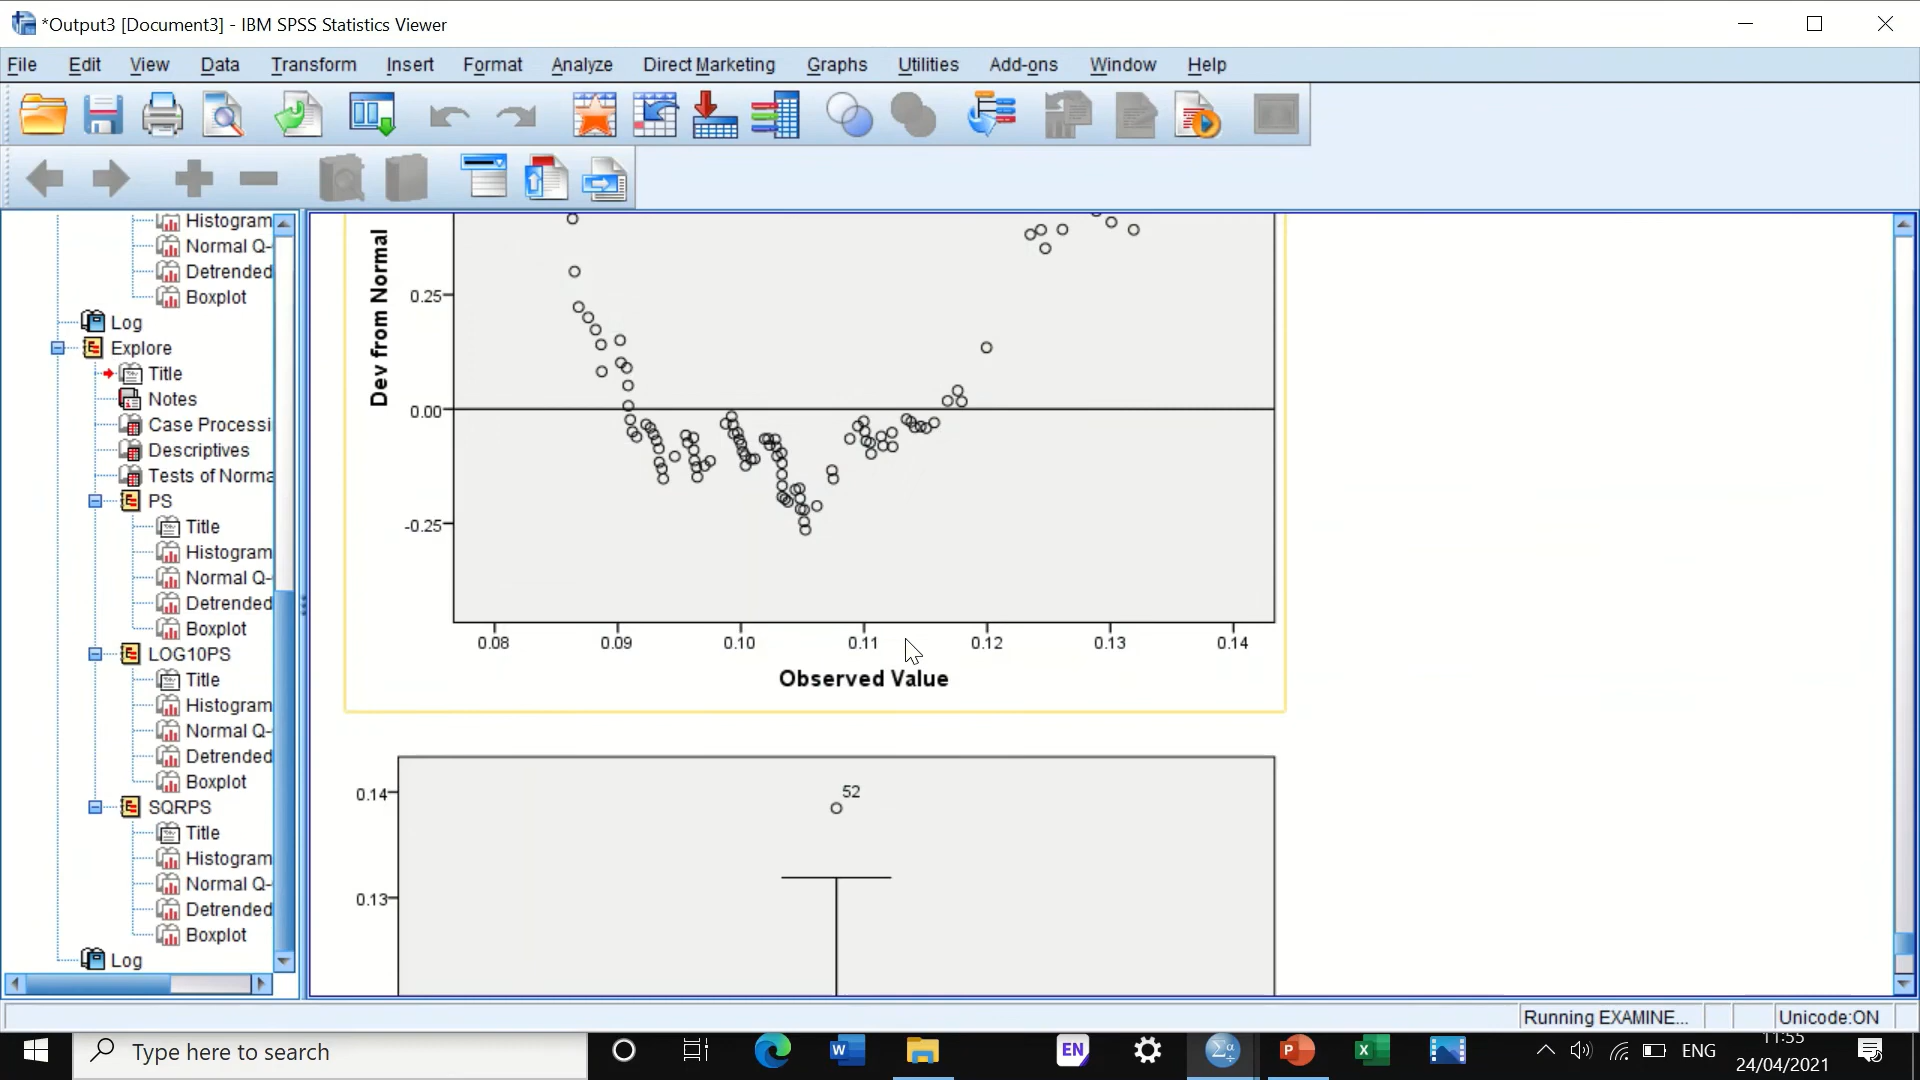 *Output3 [Document3] - IBM SPSS Statistics Viewer
File Edit View Data Transform Insert Format Analyze Direct Marketing Graphs Utilities Add-ons Window Help
Histogram
Normal Q-
Detrended
Boxplot
Log
Explore
Title
Notes
Case Processi
Descriptives
Tests of Norma
PS
Title
Histogram
Normal Q-
Detrended
Boxplot
LOG10PS
Title
Histogram
Normal Q-
Detrended
Boxplot
SQRPS
Title
Histogram
Normal Q-
Detrended
Boxplot
Log
Dev from Normal
0.25
0.00
-0.25
0.08 0.09 0.10 0.11 0.12 0.13 0.14
Observed Value
0.14
52
0.13
Running EXAMINE...
Unicode:ON
Type here to search
EN
ENG
11:55
24/04/2021